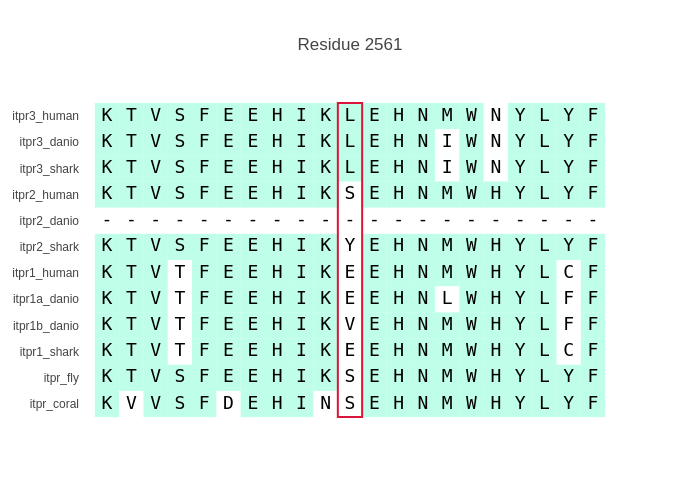 Residue 2561
itpr3_human K T V S F E E H I K L E H N M W N Y L Y F
itpr3_danio K T V S F E E H I K L E H N I W N Y L Y F
itpr3_shark K T V S F E E H I K L E H N I W N Y L Y F
itpr2_human K T V S F E E H I K S E H N M W H Y L Y F
itpr2_danio - - - - - - - - - - - - - - - - - - - - -
itpr2_shark K T V S F E E H I K Y E H N M W H Y L Y F
itpr1_human K T V T F E E H I K E E H N M W H Y L C F
itpr1a_danio K T V T F E E H I K E E H N L W H Y L F F
itpr1b_danio K T V T F E E H I K V E H N M W H Y L F F
itpr1_shark K T V T F E E H I K E E H N M W H Y L C F
itpr_fly K T V S F E E H I K S E H N M W H Y L Y F
itpr_coral K V V S F D E H I N S E H N M W H Y L Y F